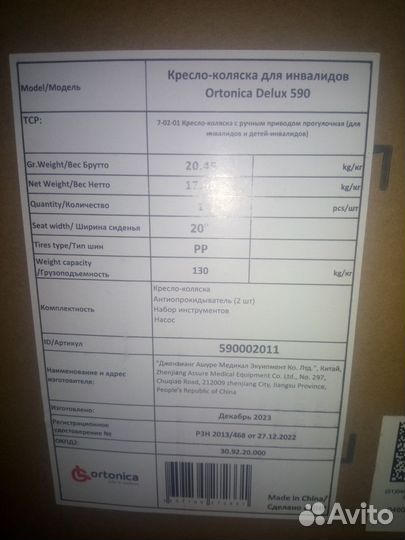 Model/Модель
Кресло-коляска для инвалидов
Ortonica Delux 590
ТСР:
7-02-01 Кресло-коляска с ручным приводом прогулочная (для
инвалидов и детей-инвалидов)
Gr.Weight/Вес Брутто
20.45
kg/кг
Net Weight/Вес Нетто
kg/кг
Quantity/Количество
1
pcs/шт
Seat width/ Ширина сиденья
20"
Tires type/Тип шин
PP
Weight capacity
/Грузоподъемность
130
kg/кг
Комплектность
Кресло-коляска
Антиопрокидыватель (2 шт)
Набор инструментов
Насос
ID/Артикул
590002011
Наименование и адрес
изготовителя:
"Джензианг Ашуре Медикал Экуипмент Ко. Лтд.", Китай,
Zhenjiang Assure Medical Equipment Co. Ltd., No. 297,
Chuqiao Road, 212009 zhenjiang City, Jiangsu Province,
People's Republic of China
Изготовлено:
Декабрь 2023
Регистрационное
удостоверение №
РЗН 2013/468 от 27.12.2022
ОКПД2:
30.92.20.000
ortonica
Made in China/
Сделано
Avito